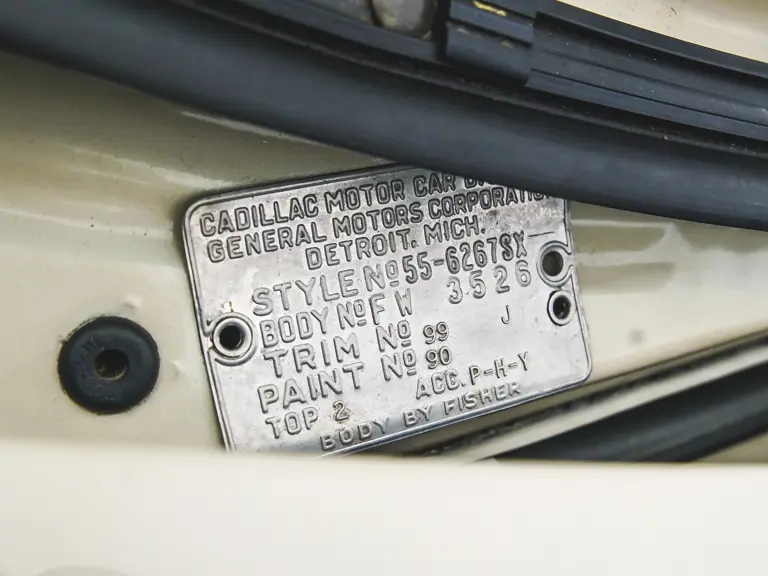 CADILLAC MOTOR CAR
GENERAL MOTORS CORPORATION
DETROIT, MICH.
STYLE Nº 55-6267SX
BODY Nº FW 3526
TRIM Nº 99 J
PAINT Nº 90
TOP 2 ACC. P-H-Y
BODY BY FISHER